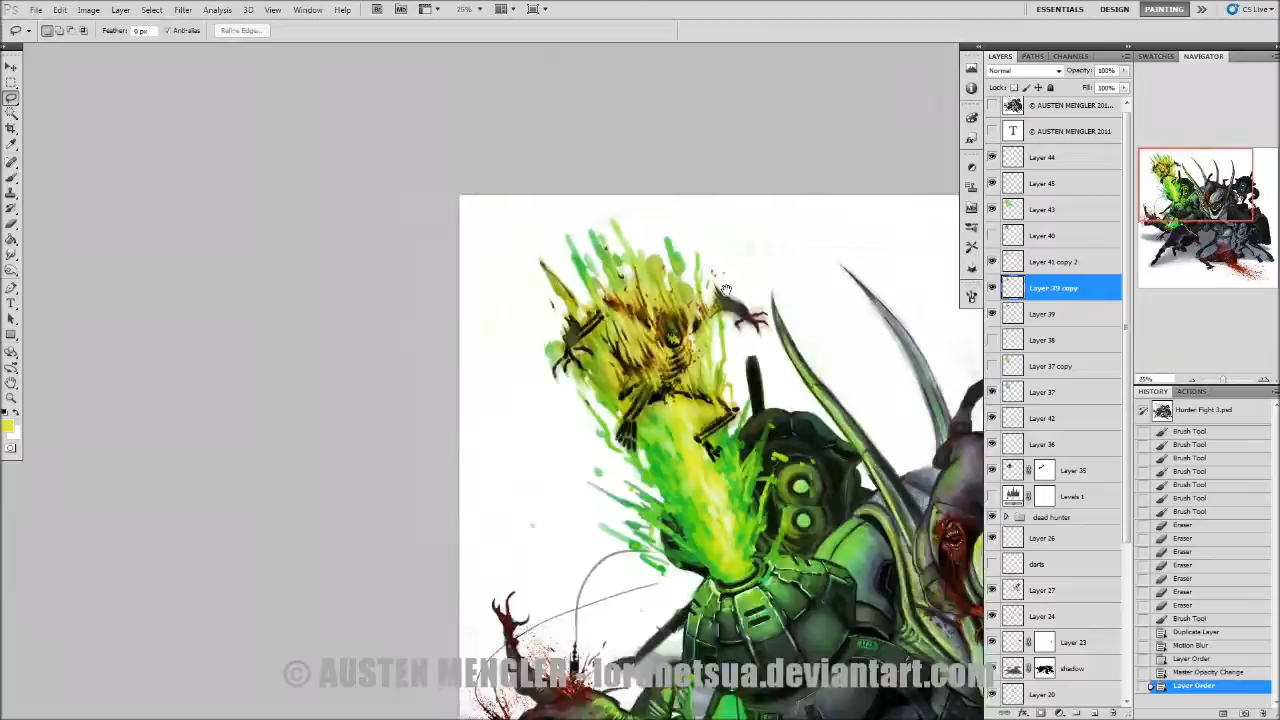 Ps File Edit Image Layer Select Filter Analysis 3D View Window Help Br Mb 25% ESSENTIALS DESIGN PAINTING CS Live
Feather: 0 px Anti-alias Refine Edge...
LAYERS PATHS CHANNELS
Normal Opacity: 100%
Lock: Fill: 100%
© AUSTEN MENGLER 201...
T © AUSTEN MENGLER 2011
Layer 44
Layer 45
Layer 43
Layer 40
Layer 41 copy 2
Layer 39 copy
Layer 39
Layer 38
Layer 37 copy
Layer 37
Layer 42
Layer 36
Layer 35
Levels 1
dead hunter
Layer 26
darts
Layer 27
Layer 24
Layer 23
shadow
Layer 20
SWATCHES NAVIGATOR
25%
HISTORY ACTIONS
Hunter Fight 3.psd
Brush Tool
Brush Tool
Brush Tool
Brush Tool
Brush Tool
Brush Tool
Brush Tool
Eraser
Eraser
Eraser
Eraser
Eraser
Eraser
Eraser
Brush Tool
Duplicate Layer
Motion Blur
Layer Order
Master Opacity Change
Layer Order
© AUSTEN MENGLER - lordnetsua.deviantart.com